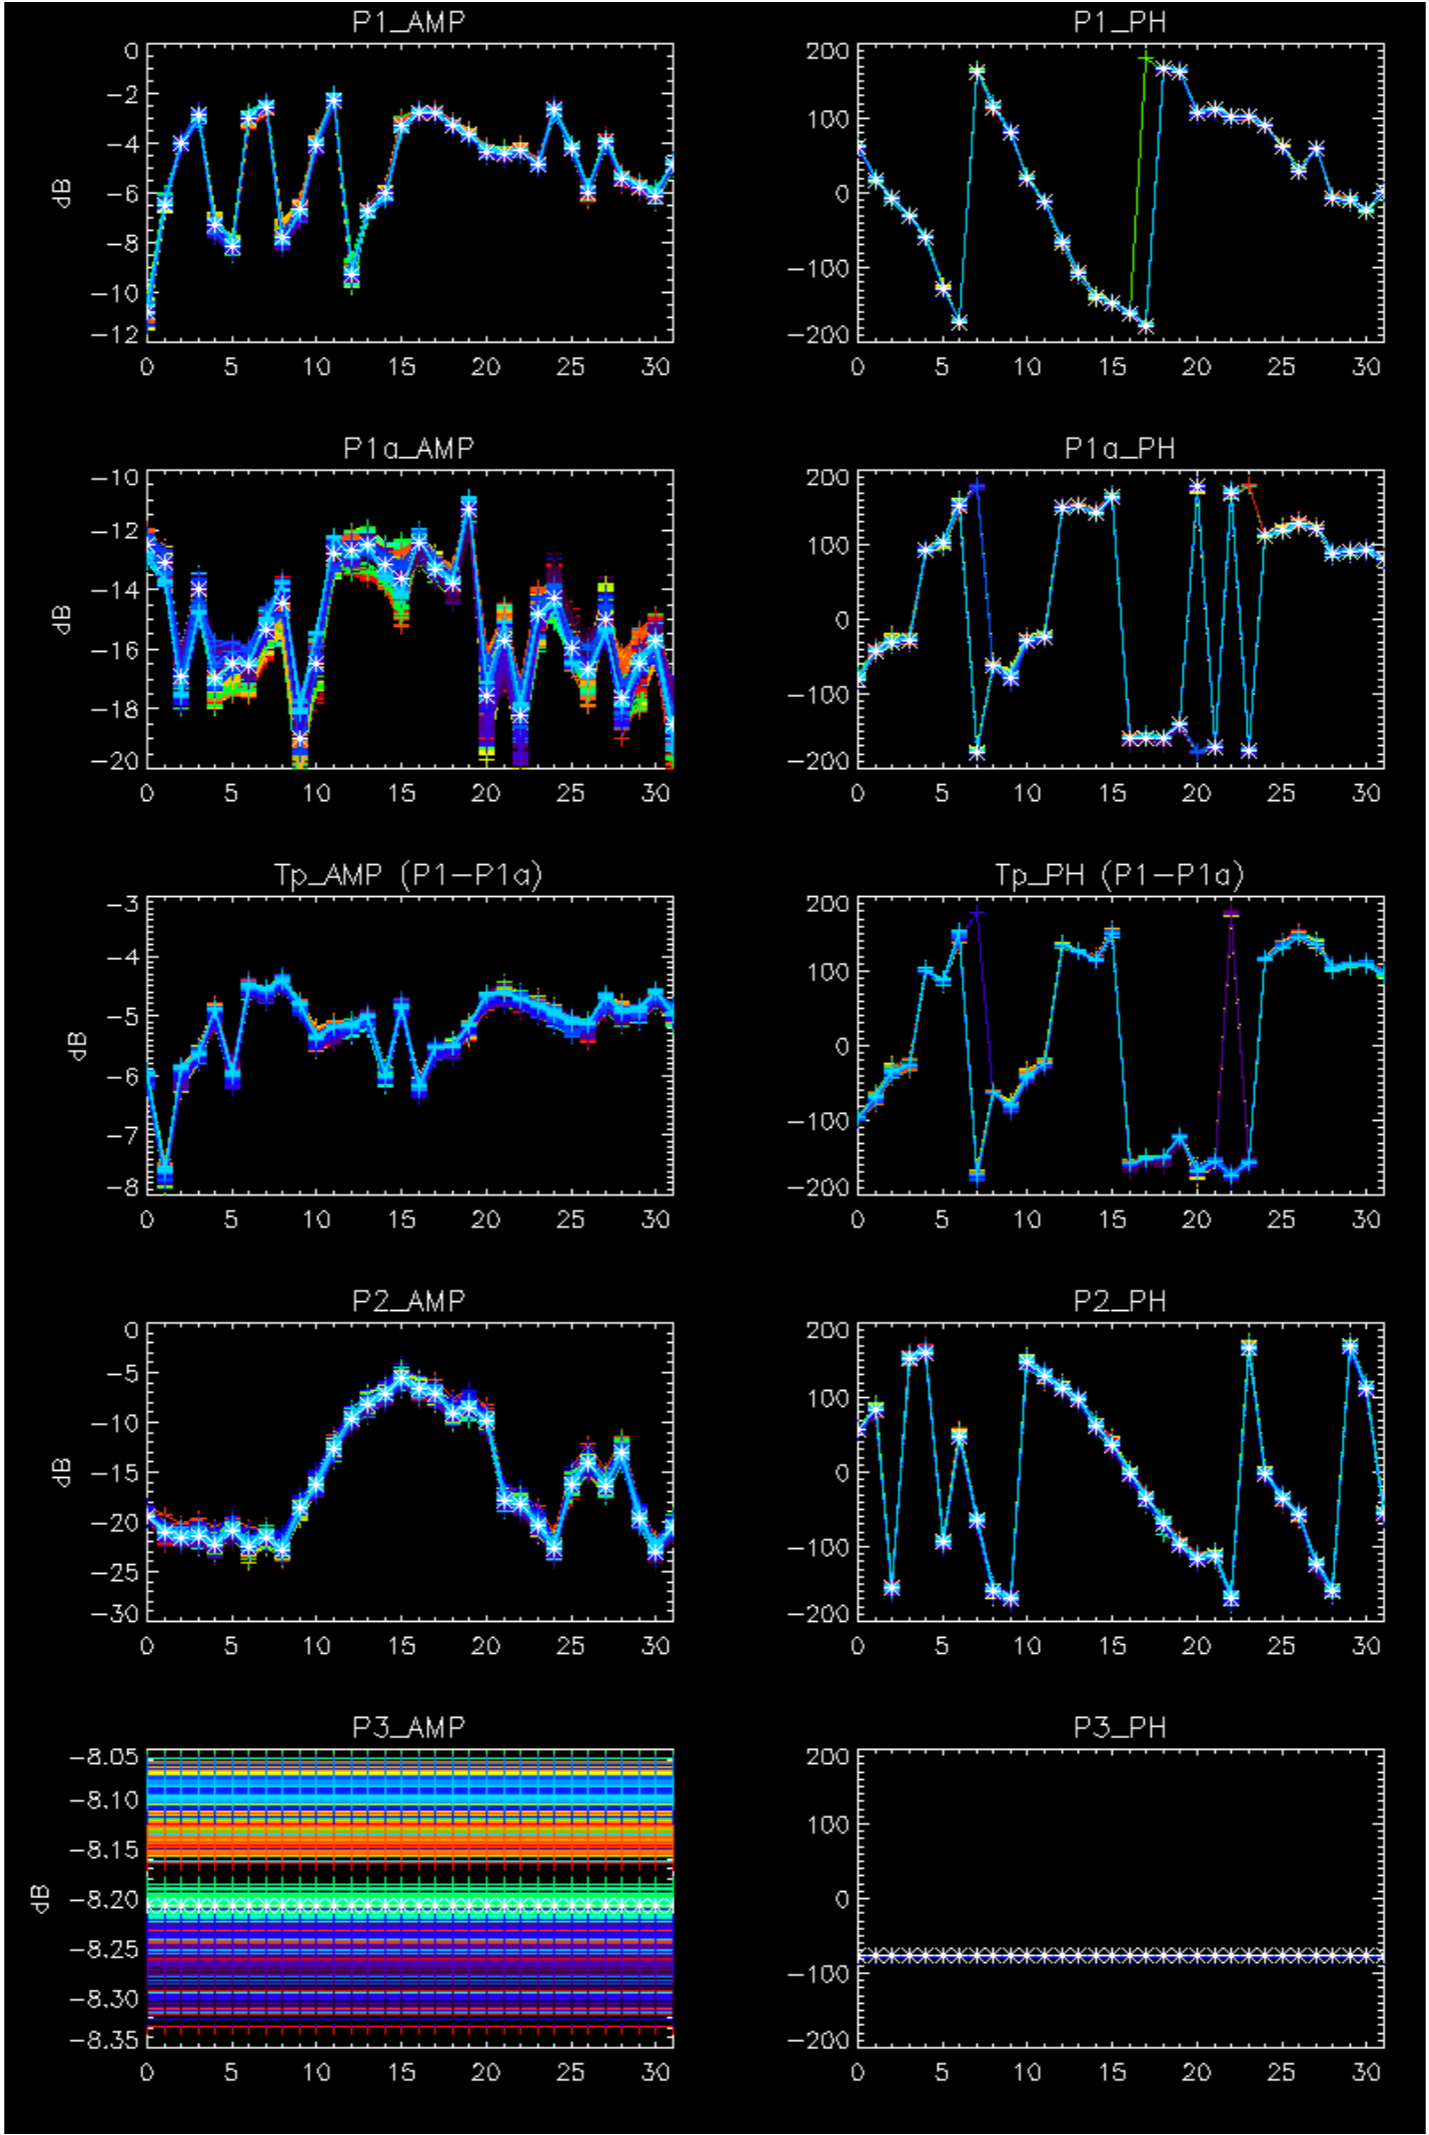 P1_AMP P1_PH
0 200
-2 100
-4 0
dB
-6
-8 -100
-10
-12 -200
0 5 10 15 20 25 30 0 5 10 15 20 25 30
P1a_AMP P1a_PH
-10 200
-12 100
-14 0
dB
-16 -100
-18
-20 -200
0 5 10 15 20 25 30 0 5 10 15 20 25 30
Tp_AMP (P1-P1a) Tp_PH (P1-P1a)
-3 200
-4 100
-5 0
dB
-6 -100
-7
-8 -200
0 5 10 15 20 25 30 0 5 10 15 20 25 30
P2_AMP P2_PH
0 200
-5 100
-10
-15 0
dB
-20 -100
-25
-30 -200
0 5 10 15 20 25 30 0 5 10 15 20 25 30
P3_AMP P3_PH
-8.05 200
-8.10 100
-8.15
-8.20 0
dB
-8.25 -100
-8.30
-8.35 -200
0 5 10 15 20 25 30 0 5 10 15 20 25 30